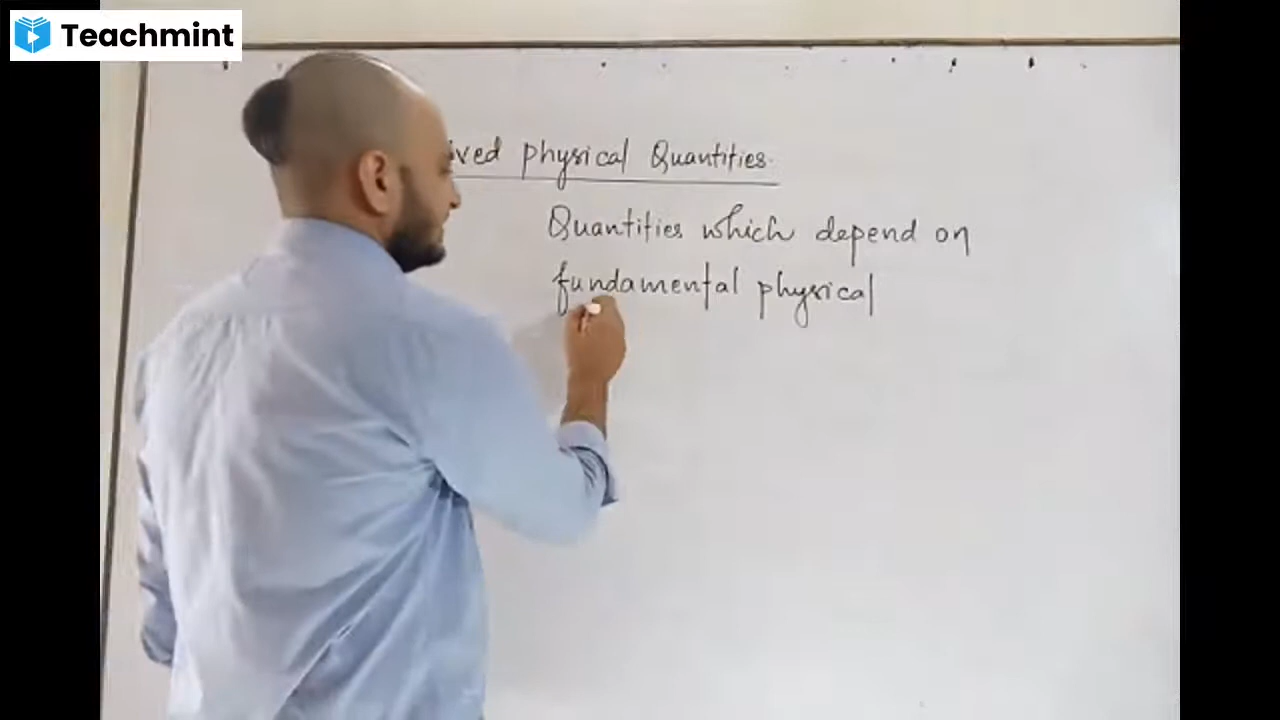 Teachmint
ived physical Quantities.
Quantities which depend on
fundamental physical